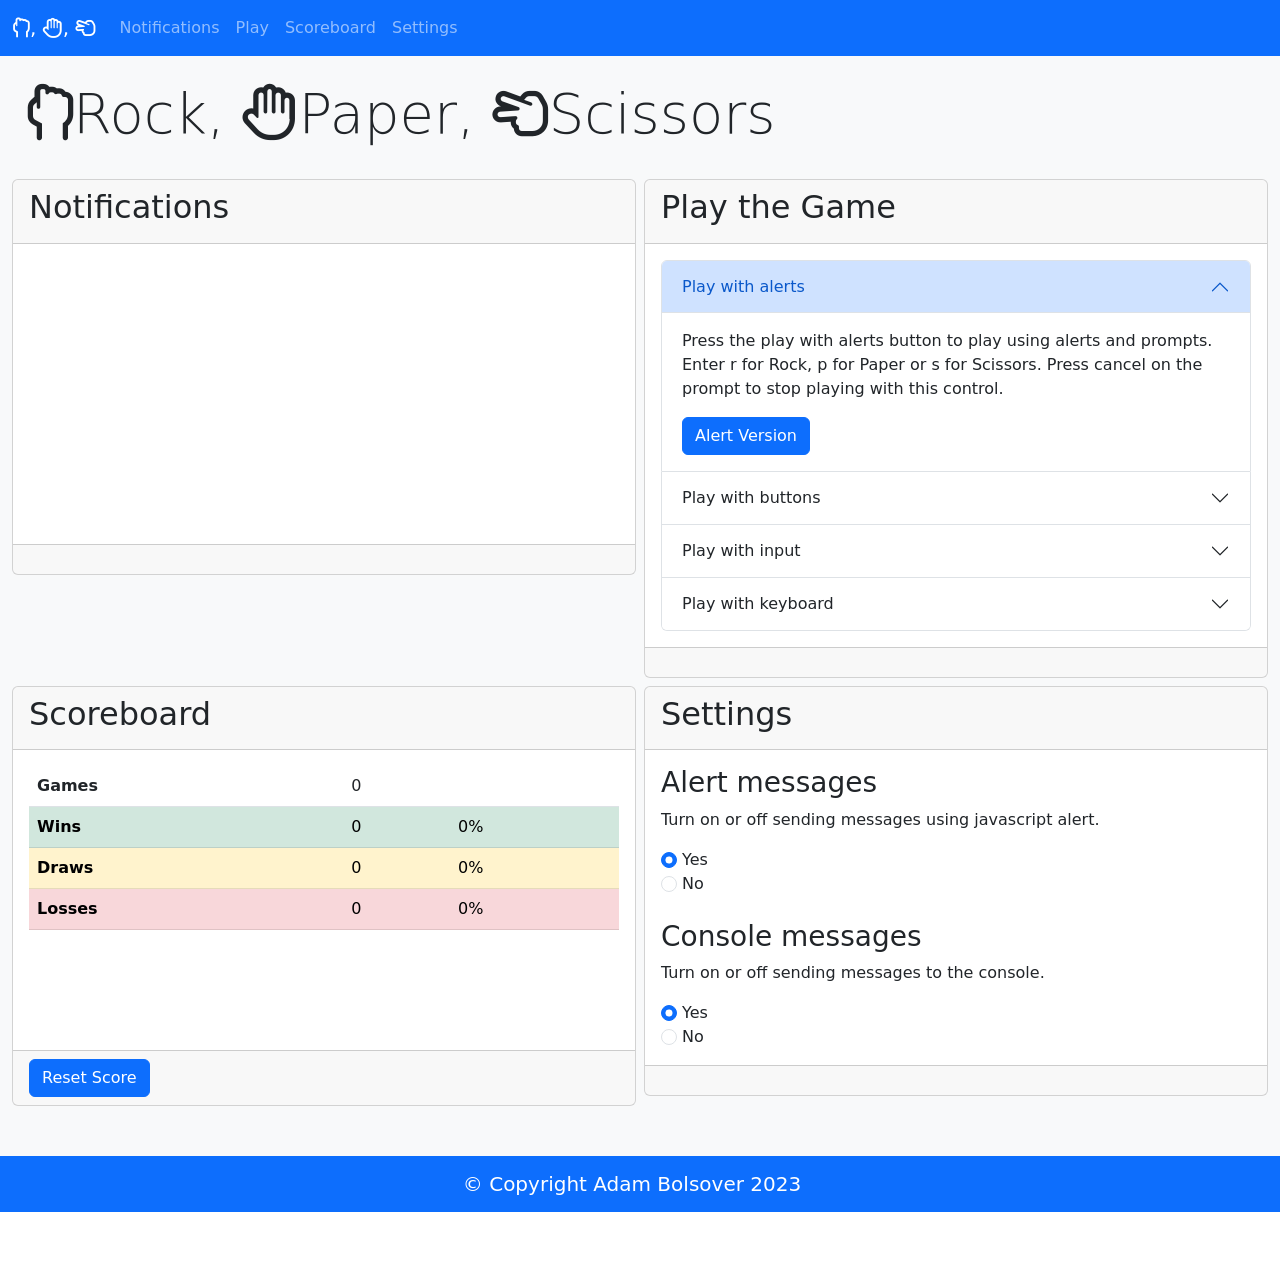 , , Notifications Play Scoreboard Settings
Rock, Paper, Scissors
Notifications
Play the Game
Play with alerts
Press the play with alerts button to play using alerts and prompts.
Enter r for Rock, p for Paper or s for Scissors. Press cancel on the
prompt to stop playing with this control.
Alert Version
Play with buttons
Play with input
Play with keyboard
Scoreboard
Games 0
Wins 0 0%
Draws 0 0%
Losses 0 0%
Reset Score
Settings
Alert messages
Turn on or off sending messages using javascript alert.
Yes
No
Console messages
Turn on or off sending messages to the console.
Yes
No
© Copyright Adam Bolsover 2023